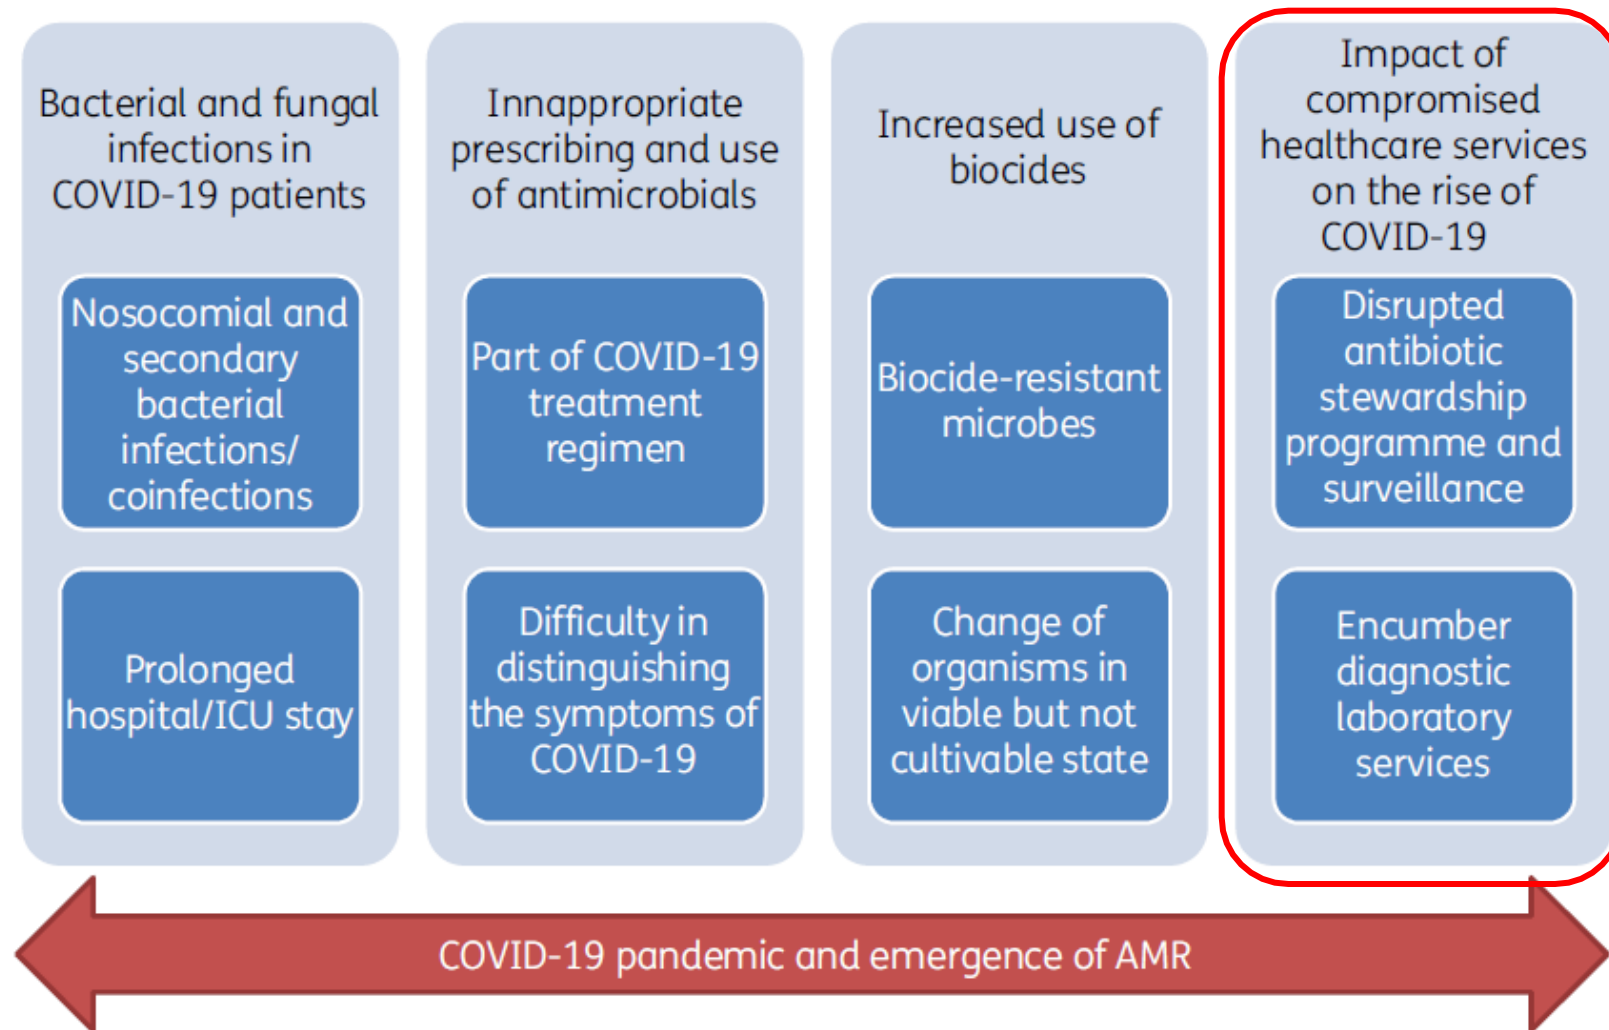 Bacterial and fungal
infections in
COVID-19 patients
Nosocomial and
secondary
bacterial
infections/
coinfections
Prolonged
hospital/ICU stay
Innappropriate
prescribing and use
of antimicrobials
Part of COVID-19
treatment
regimen
Difficulty in
distinguishing
the symptoms of
COVID-19
Increased use of
biocides
Biocide-resistant
microbes
Change of
organisms in
viable but not
cultivable state
Impact of
compromised
healthcare services
on the rise of
COVID-19
Disrupted
antibiotic
stewardship
programme and
surveillance
Encumber
diagnostic
laboratory
services
COVID-19 pandemic and emergence of AMR